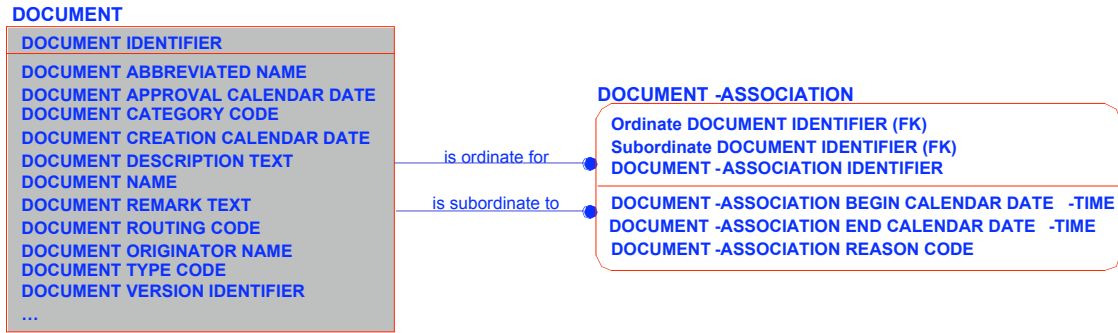 DOCUMENT
DOCUMENT IDENTIFIER
DOCUMENT ABBREVIATED NAME
DOCUMENT APPROVAL CALENDAR DATE
DOCUMENT CATEGORY CODE
DOCUMENT CREATION CALENDAR DATE
DOCUMENT DESCRIPTION TEXT
DOCUMENT NAME
DOCUMENT REMARK TEXT
DOCUMENT ROUTING CODE
DOCUMENT ORIGINATOR NAME
DOCUMENT TYPE CODE
DOCUMENT VERSION IDENTIFIER
...
is ordinate for
is subordinate to
DOCUMENT -ASSOCIATION
Ordinate DOCUMENT IDENTIFIER (FK)
Subordinate DOCUMENT IDENTIFIER (FK)
DOCUMENT -ASSOCIATION IDENTIFIER
DOCUMENT -ASSOCIATION BEGIN CALENDAR DATE -TIME
DOCUMENT -ASSOCIATION END CALENDAR DATE -TIME
DOCUMENT -ASSOCIATION REASON CODE